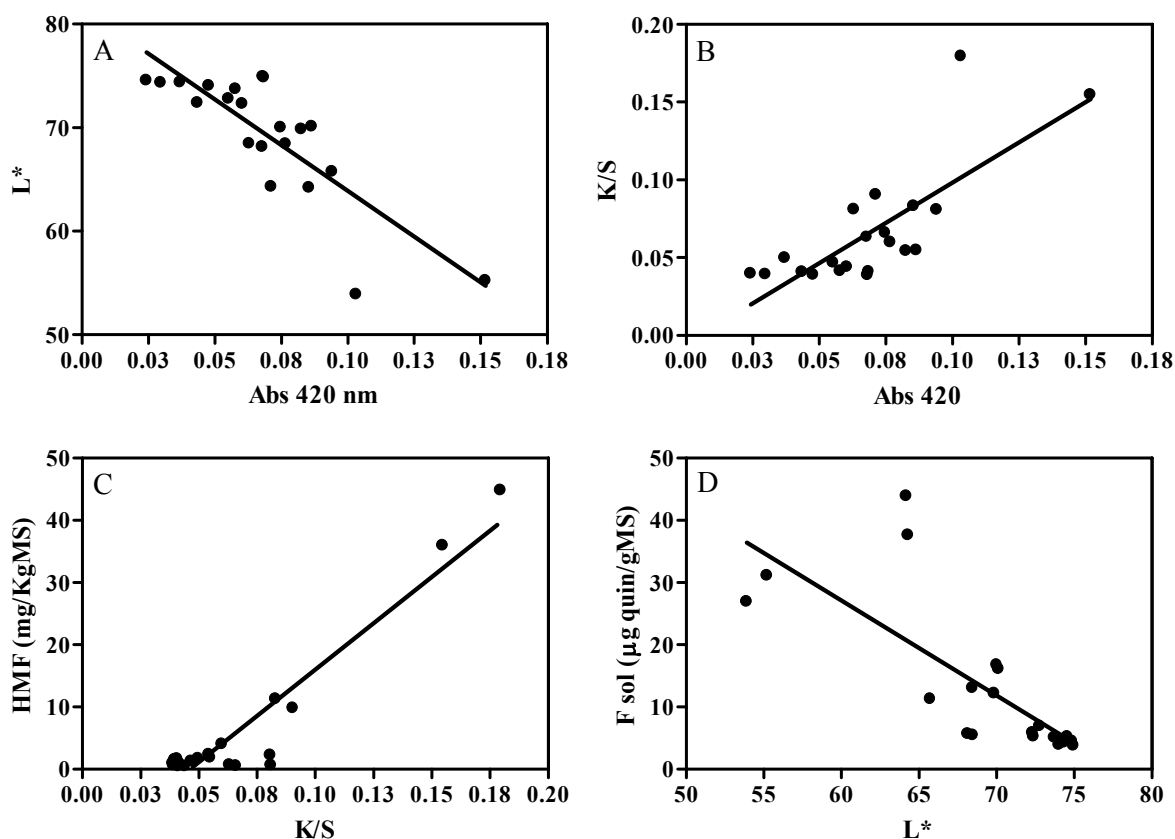 A
80
70
60
50
L*
0.00 0.03 0.05 0.08 0.10 0.13 0.15 0.18
Abs 420 nm
B
0.20
0.15
0.10
0.05
0.00
K/S
0.00 0.03 0.05 0.08 0.10 0.13 0.15 0.18
Abs 420
C
50
40
30
20
10
0
HMF (mg/KgMS)
0.00 0.03 0.05 0.08 0.10 0.13 0.15 0.18 0.20
K/S
D
50
40
30
20
10
0
F sol (µg quin/gMS)
50 55 60 65 70 75 80
L*